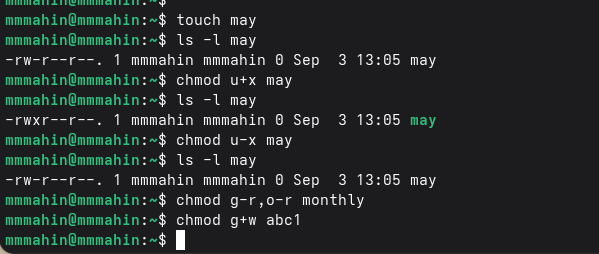 mmmahin@mmmahin:~$
mmmahin@mmmahin:~$ touch may
mmmahin@mmmahin:~$ ls -l may
-rw-r--r--. 1 mmmahin mmmahin 0 Sep  3 13:05 may
mmmahin@mmmahin:~$ chmod u+x may
mmmahin@mmmahin:~$ ls -l may
-rwxr--r--. 1 mmmahin mmmahin 0 Sep  3 13:05 may
mmmahin@mmmahin:~$ chmod u-x may
mmmahin@mmmahin:~$ ls -l may
-rw-r--r--. 1 mmmahin mmmahin 0 Sep  3 13:05 may
mmmahin@mmmahin:~$ chmod g-r,o-r monthly
mmmahin@mmmahin:~$ chmod g+w abc1
mmmahin@mmmahin:~$